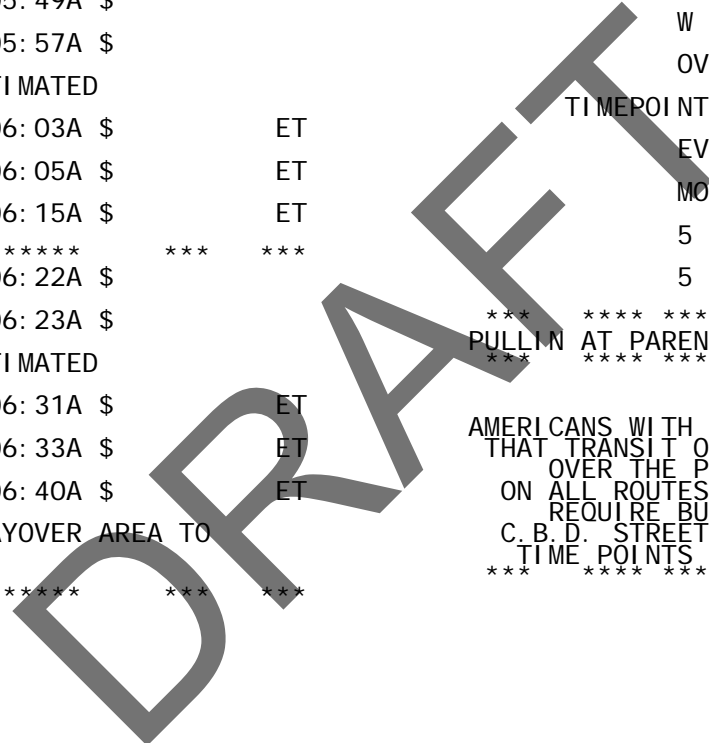 05:49A $
05:57A $
TIMATED
06:03A $ ET
06:05A $ ET
06:15A $ ET
***** *** ***
06:22A $
06:23A $
TIMATED
06:31A $ ET
06:33A $ ET
06:40A $ ET
AYOVER AREA TO
***** *** ***
W
OV
TIMEPOINT
EV
MO
5
5
*** **** ***
PULLIN AT PAREN
*** **** ***
AMERICANS WITH
THAT TRANSIT O
OVER THE P
ON ALL ROUTES
REQUIRE BU
C.B.D. STREET
TIME POINTS
*** **** ***
DRAFT